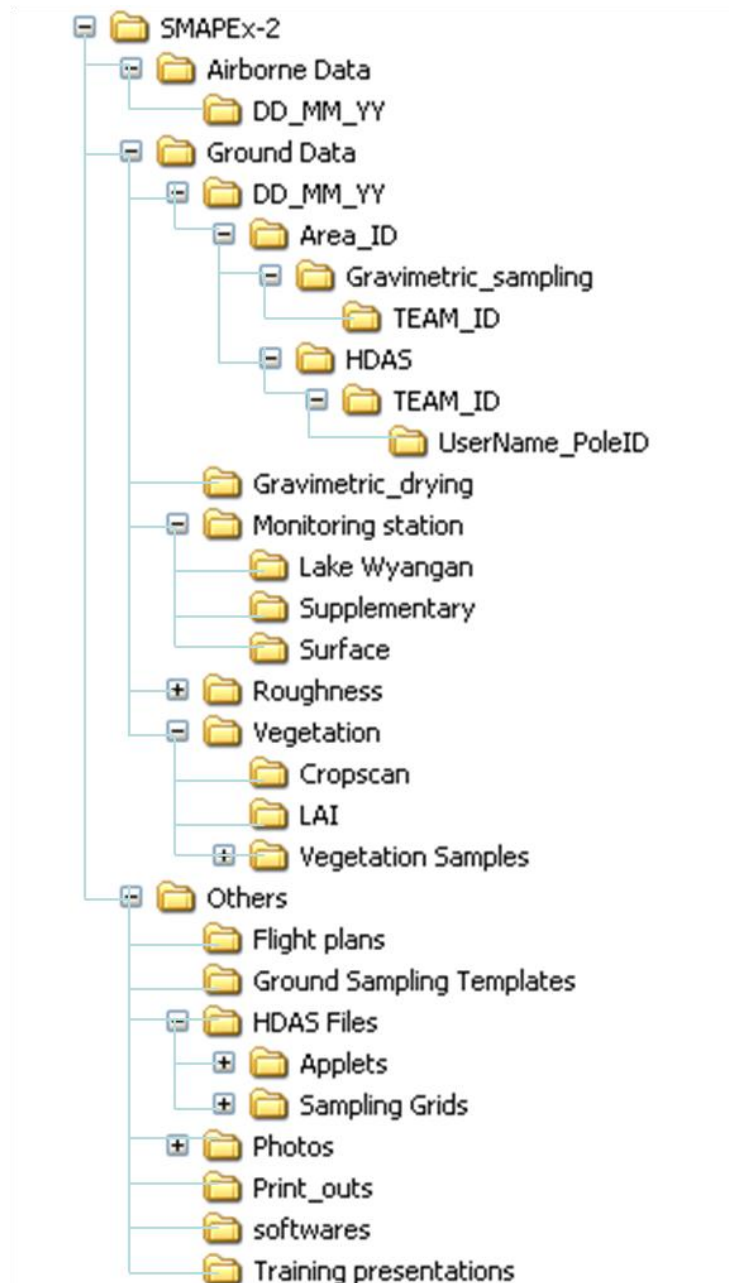 SMAPEx-2
Airborne Data
DD_MM_YY
Ground Data
DD_MM_YY
Area_ID
Gravimetric_sampling
TEAM_ID
HDAS
TEAM_ID
UserName_PoleID
Gravimetric_drying
Monitoring station
Lake Wyangan
Supplementary
Surface
Roughness
Vegetation
Cropscan
LAI
Vegetation Samples
Others
Flight plans
Ground Sampling Templates
HDAS Files
Applets
Sampling Grids
Photos
Print_outs
softwares
Training presentations